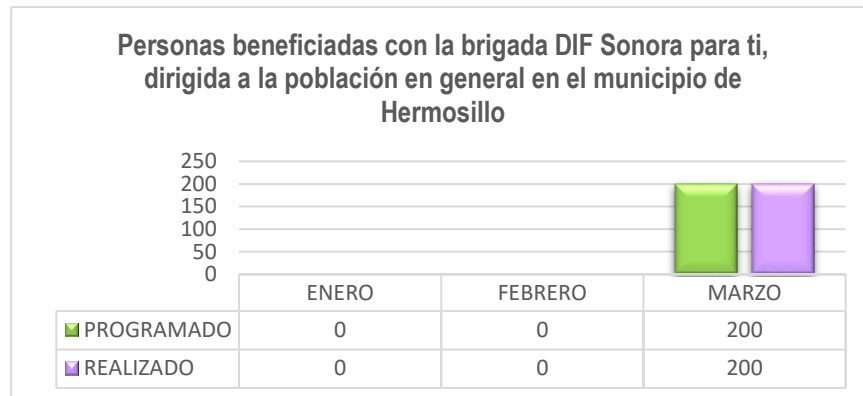 Personas beneficiadas con la brigada DIF Sonora para ti,
dirigida a la población en general en el municipio de
Hermosillo
250
200
150
100
50
0
ENERO FEBRERO MARZO
PROGRAMADO 0 0 200
REALIZADO 0 0 200